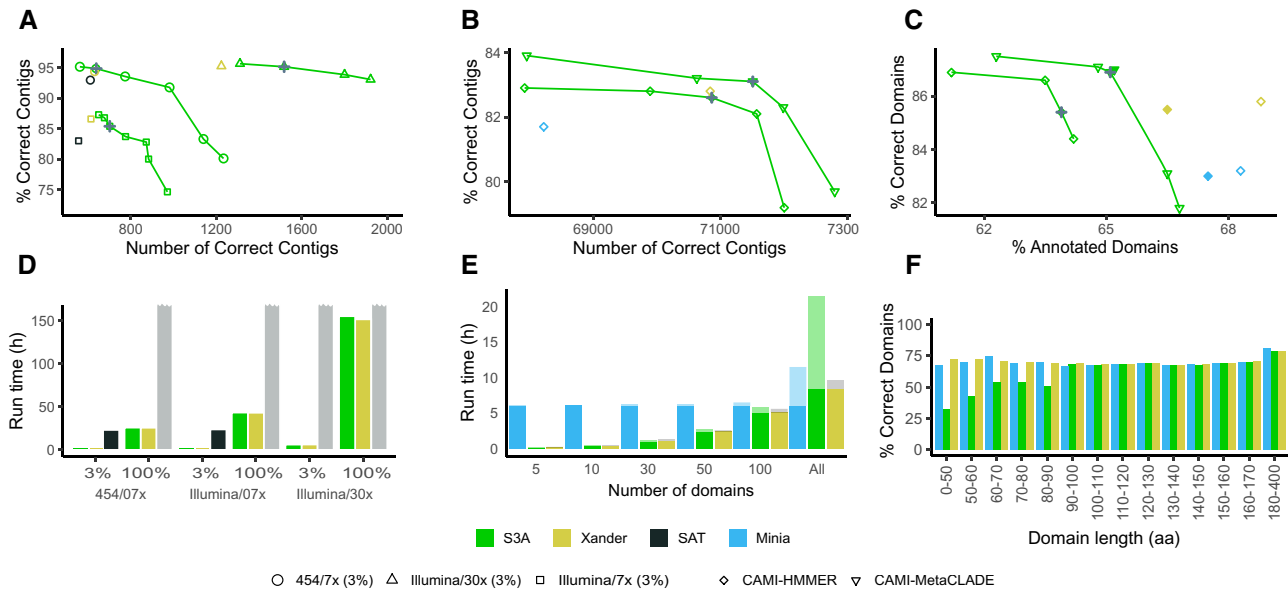 A
% Correct Contigs
95
90
85
80
75
800
1200
1600
2000
Number of Correct Contigs
B
% Correct Contigs
84
82
80
69000
71000
7300
Number of Correct Contigs
C
% Correct Domains
86
84
82
62
65
68
% Annotated Domains
D
Run time (h)
150
100
50
0
3% 100% 3% 100% 3% 100%
454/07x Illumina/07x Illumina/30x
E
Run time (h)
20
15
10
5
0
5 10 30 50 100 All
Number of domains
F
% Correct Domains
100
75
50
25
0
0-50
50-60
60-70
70-80
80-90
90-100
100-110
110-120
120-130
130-140
140-150
150-160
160-170
180-400
Domain length (aa)
S3A Xander SAT Minia
454/7x (3%) Illumina/30x (3%) Illumina/7x (3%) CAMI-HMMER CAMI-MetaCLADE